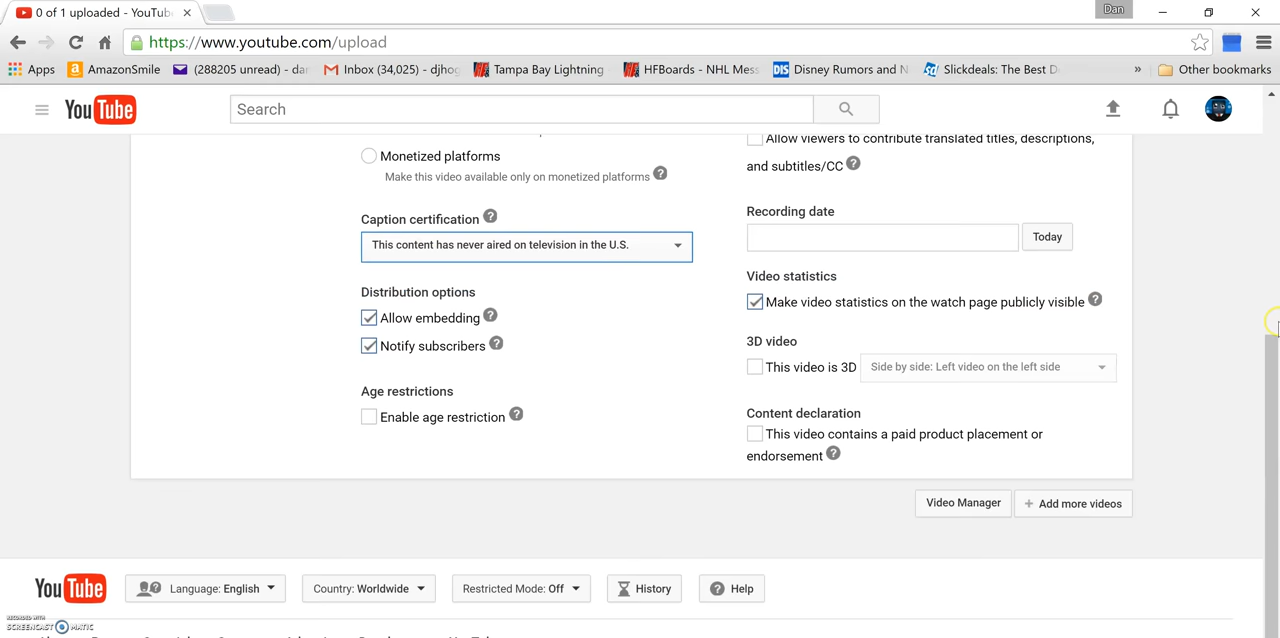 0 of 1 uploaded - YouTub
Dan
https://www.youtube.com/upload
Apps
AmazonSmile
(288205 unread) - dan
Inbox (34,025) - djhog
Tampa Bay Lightning
HFBoards - NHL Mess
Disney Rumors and N
Slickdeals: The Best D
»
Other bookmarks
YouTube
Search
Monetized platforms
Make this video available only on monetized platforms
Allow viewers to contribute translated titles, descriptions,
and subtitles/CC
Caption certification
This content has never aired on television in the U.S.
Recording date
Today
Distribution options
Allow embedding
Notify subscribers
Video statistics
Make video statistics on the watch page publicly visible
3D video
This video is 3D
Side by side: Left video on the left side
Age restrictions
Enable age restriction
Content declaration
This video contains a paid product placement or
endorsement
Video Manager
+ Add more videos
YouTube
Language: English
Country: Worldwide
Restricted Mode: Off
History
Help
RECORDED WITH
SCREENCAST MATIC